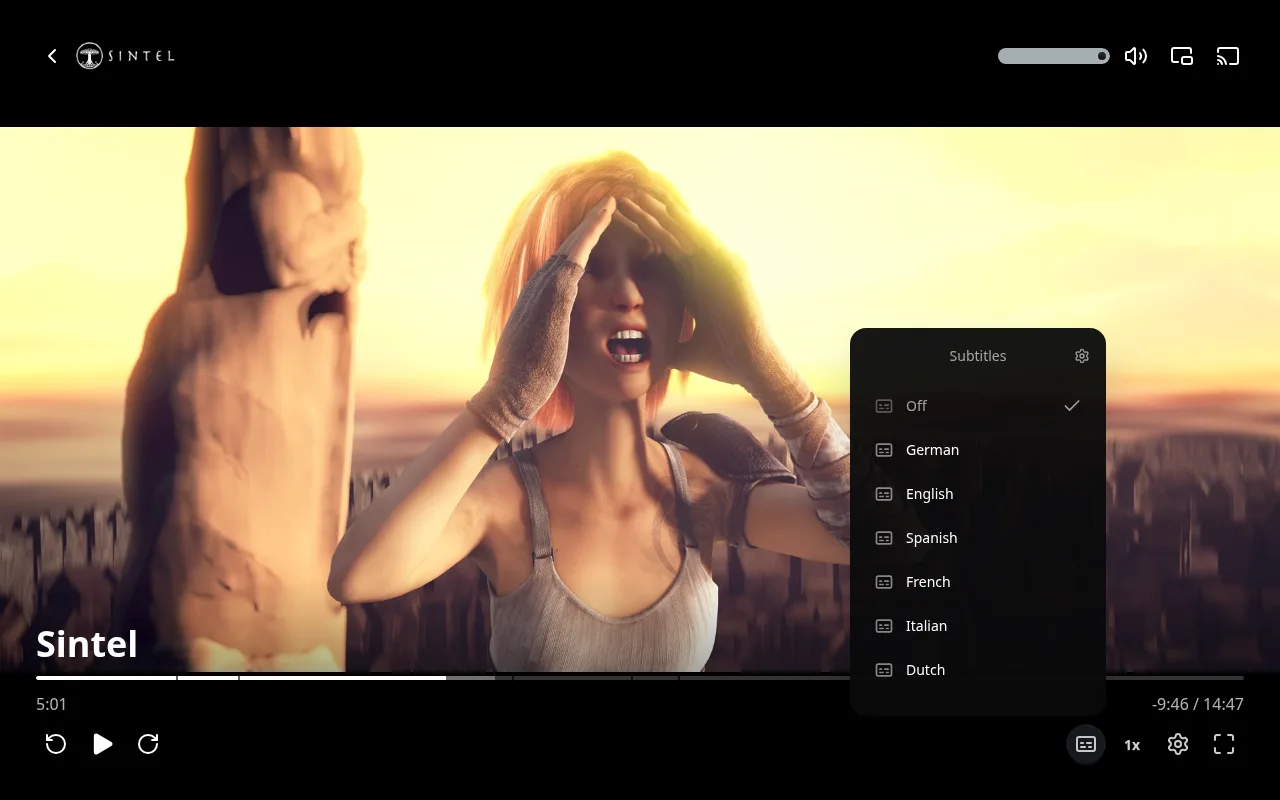 SINTEL
Subtitles
Off
German
English
Spanish
French
Italian
Dutch
Sintel
5:01
-9:46 / 14:47
1x